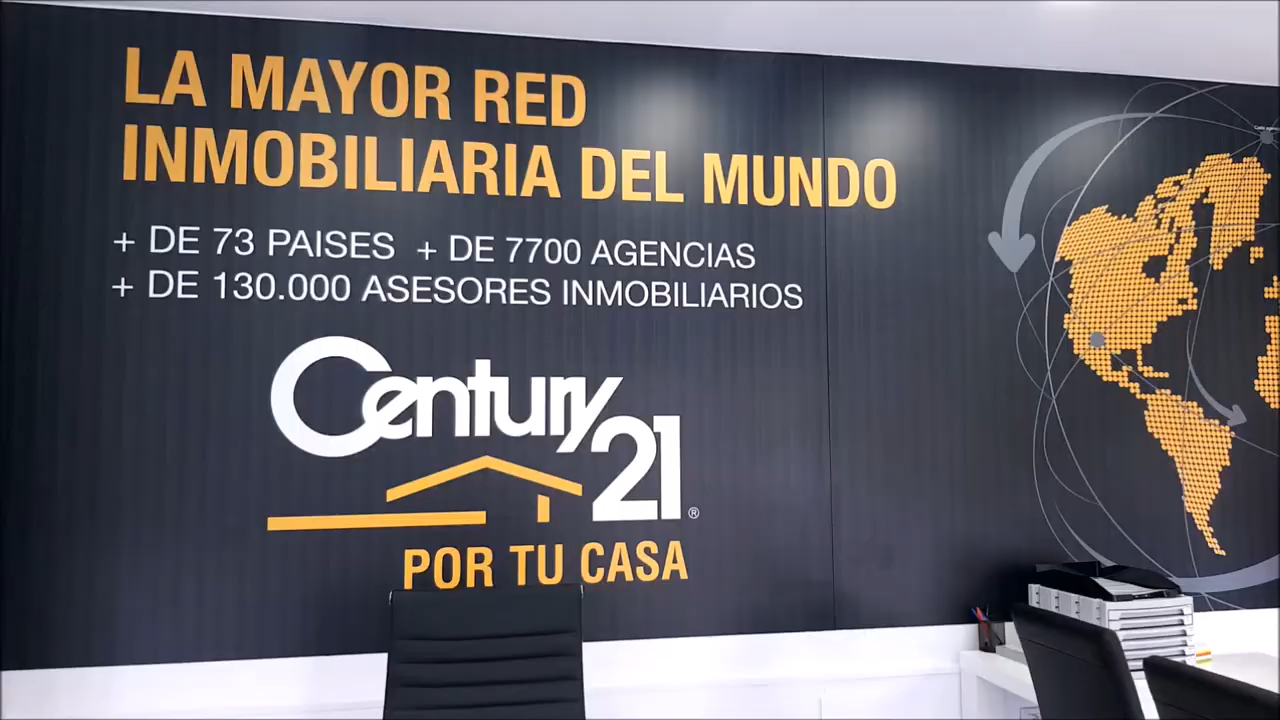 LA MAYOR RED
INMOBILIARIA DEL MUNDO
+ DE 73 PAISES + DE 7700 AGENCIAS
+ DE 130.000 ASESORES INMOBILIARIOS
Century
21®
POR TU CASA